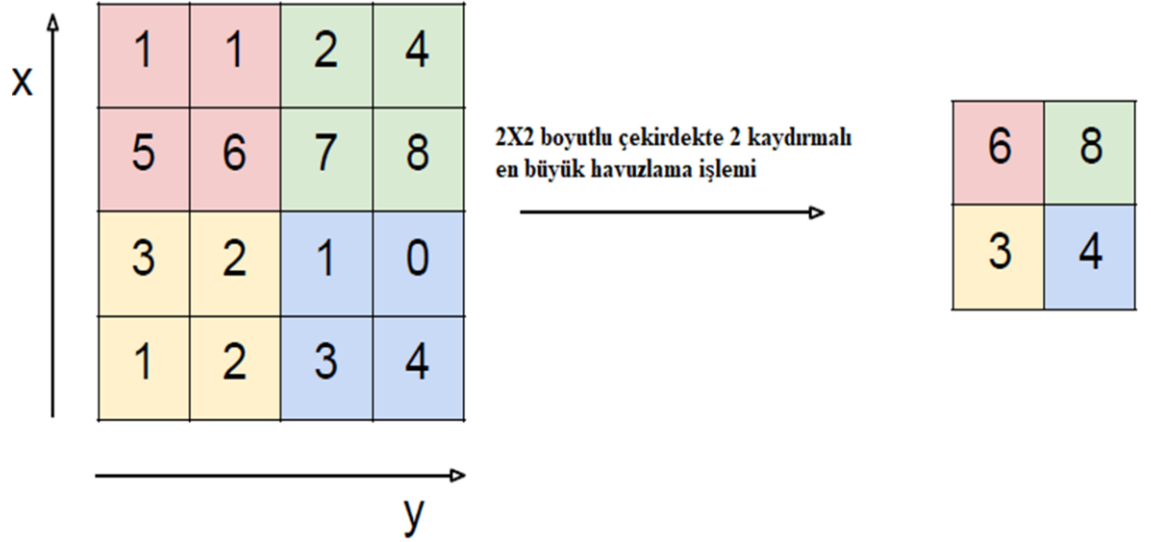 1 1 2 4
X
5 6 7 8
2X2 boyutlu çekirdekte 2 kaydırmalı
en büyük havuzlama işlemi
6 8
3 2 1 0
3 4
1 2 3 4
y